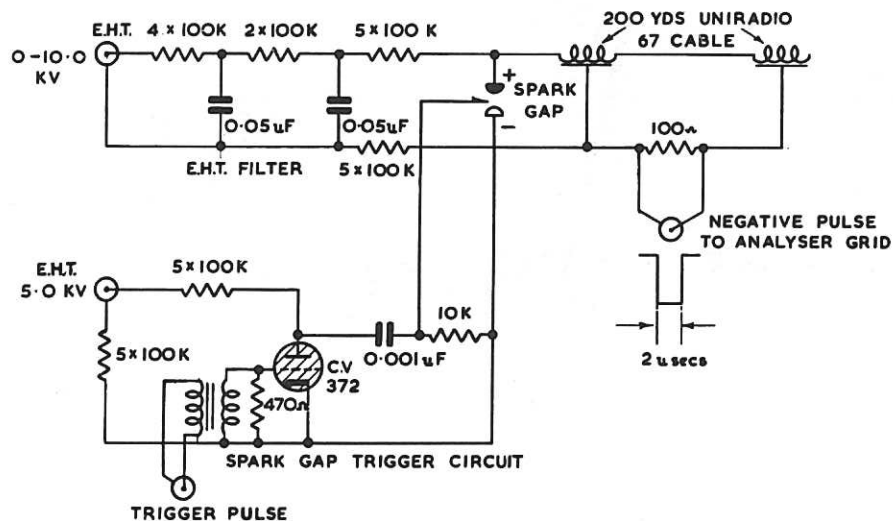 E.H.T.
0-10.0
KV
4 × 100K
2 × 100K
5 × 100K
200 YDS UNIRADIO
67 CABLE
+
SPARK
GAP
-
0.05uF
0.05uF
100Ω
E.H.T. FILTER
5 × 100K
NEGATIVE PULSE
TO ANALYSER GRID
E.H.T.
5.0 KV
5 × 100K
10K
0.001uF
2 u secs
5 × 100K
C.V
372
470Ω
SPARK GAP TRIGGER CIRCUIT
TRIGGER PULSE